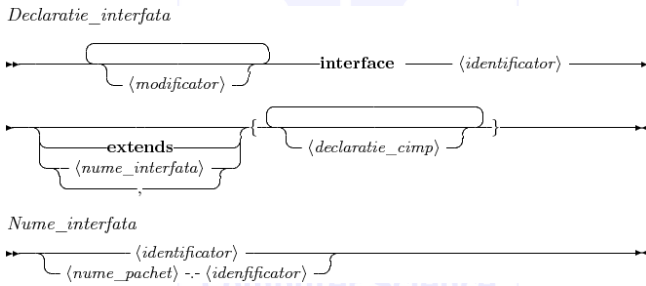 Declaratie_interfata
⟨modificator⟩ interface ⟨identificator⟩
extends
⟨nume_interfata⟩
,
{ ⟨declaratie_cimp⟩ }
Nume_interfata
⟨identificator⟩
⟨nume_pachet⟩ -.- ⟨idenfificator⟩